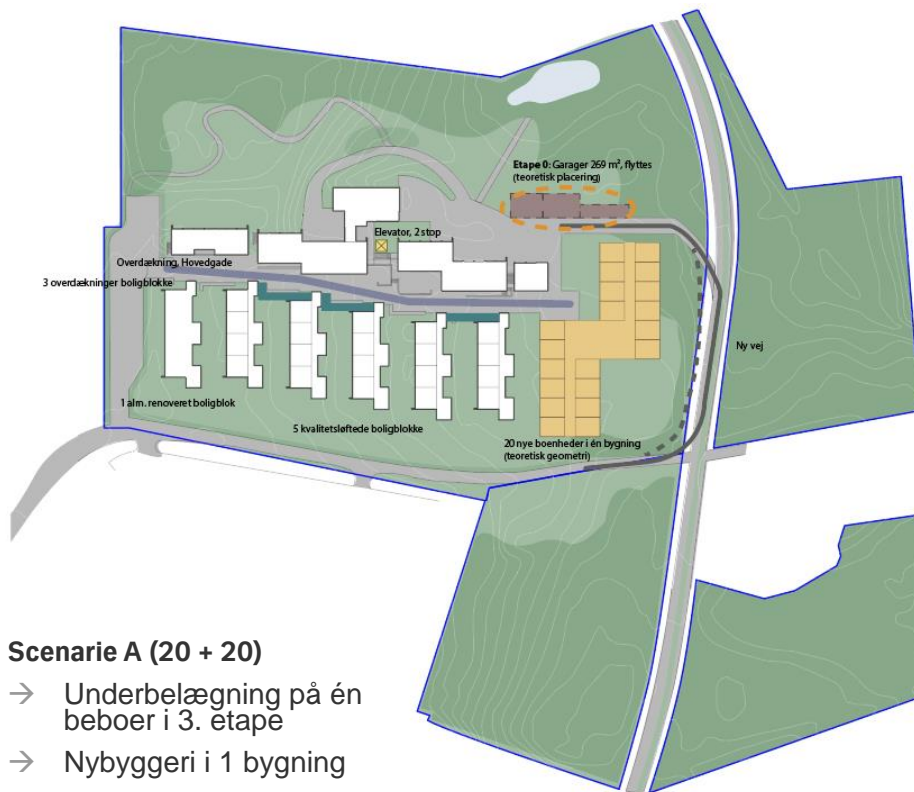 Etape 0: Garager 269 m², flyttes
(teoretisk placering)
Elevator, 2 stop
Overdækning, Hovedgade
3 overdækninger boligblokke
Ny vej
1 alm. renoveret boligblok
5 kvalitetsløftede boligblokke
20 nye boenheder i én bygning
(teoretisk geometri)
Scenarie A (20 + 20)
→ Underbelægning på én
beboer i 3. etape
→ Nybyggeri i 1 bygning